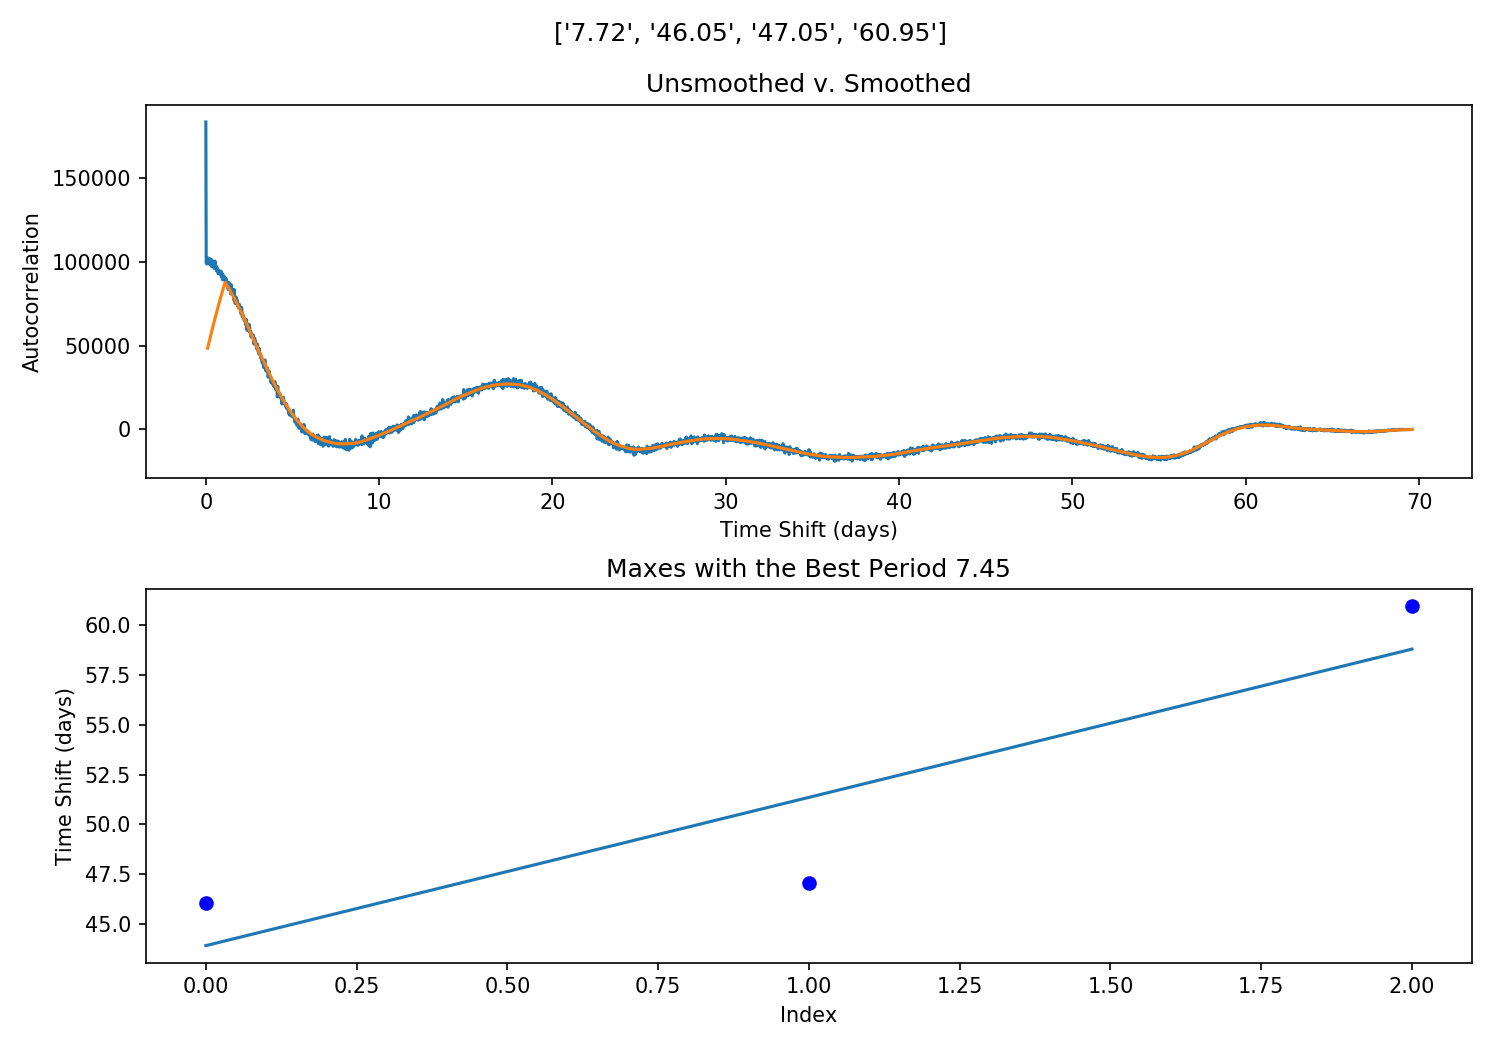 ['7.72', '46.05', '47.05', '60.95']
Unsmoothed v. Smoothed
150000
100000
50000
0
Autocorrelation
0 10 20 30 40 50 60 70
Time Shift (days)
Maxes with the Best Period 7.45
60.0
57.5
55.0
52.5
50.0
47.5
45.0
Time Shift (days)
0.00 0.25 0.50 0.75 1.00 1.25 1.50 1.75 2.00
Index